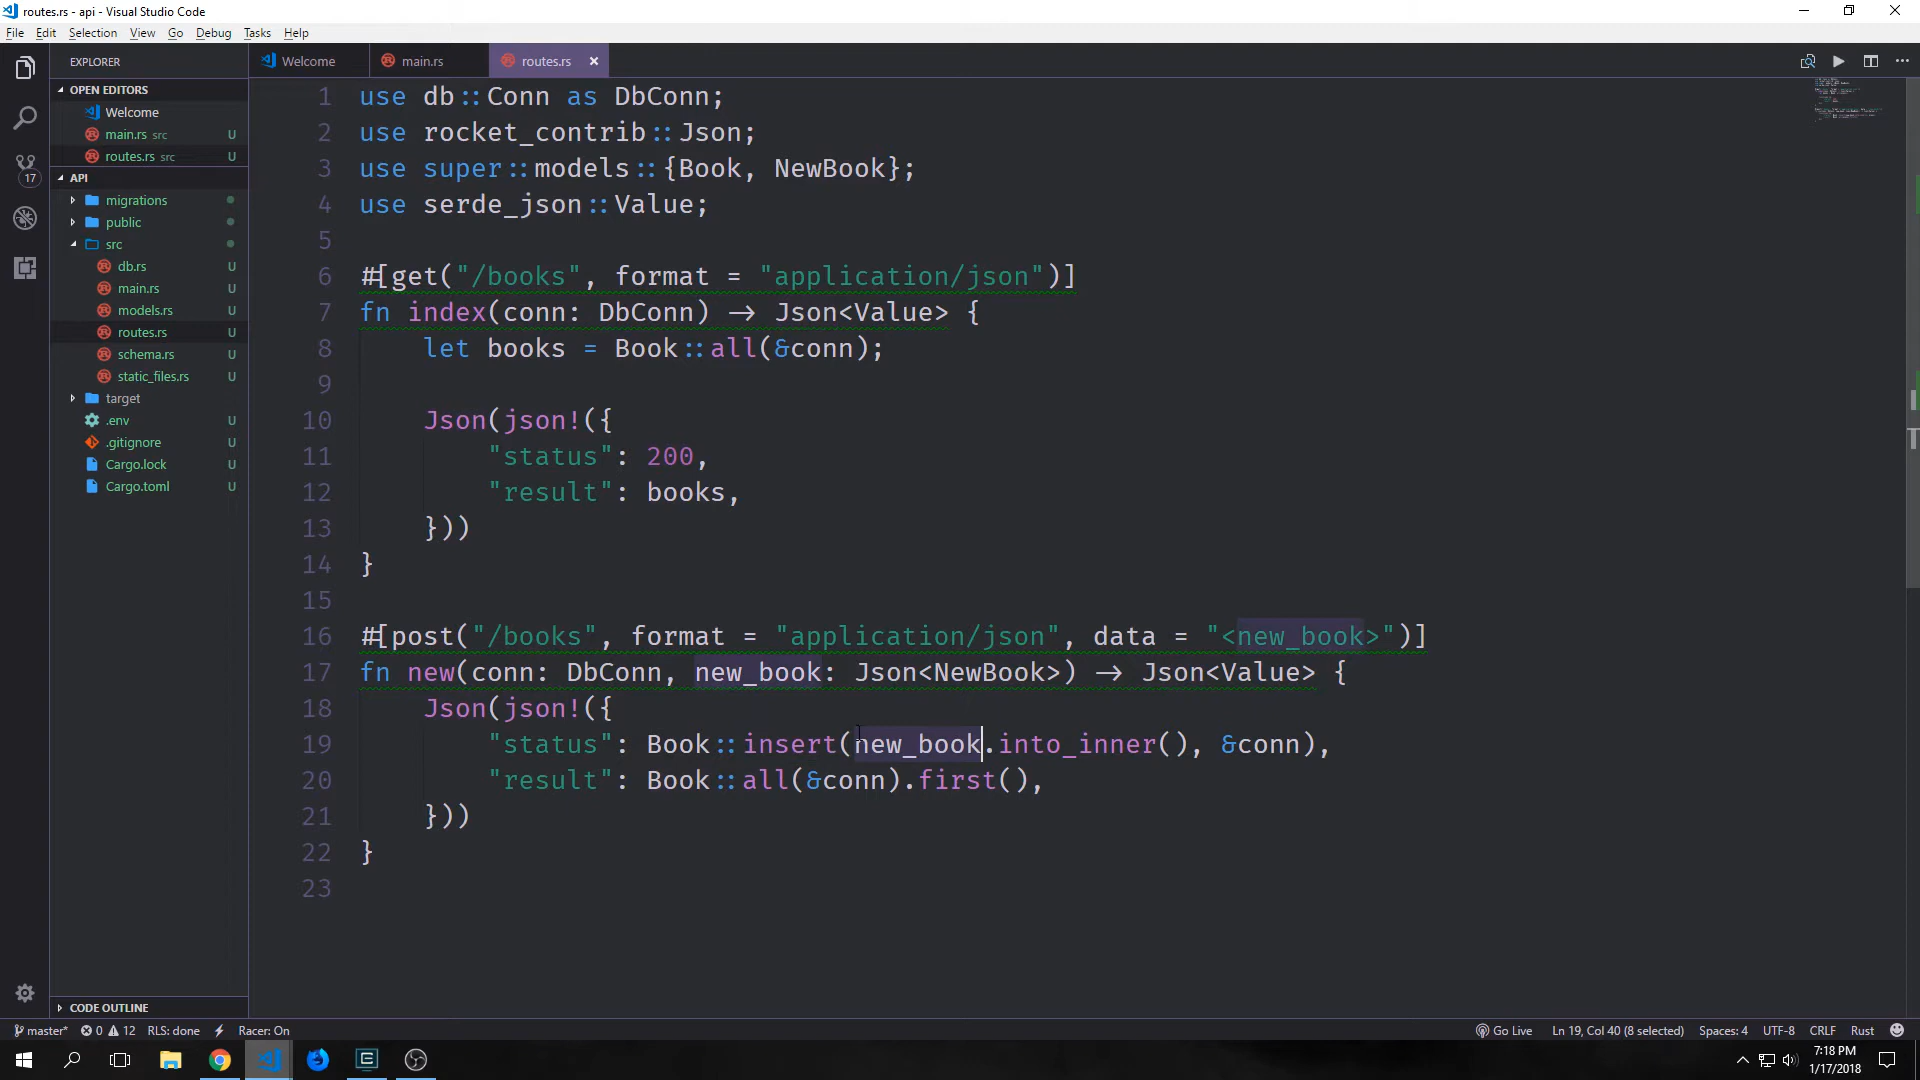 routes.rs - api - Visual Studio Code
File Edit Selection View Go Debug Tasks Help
EXPLORER
Welcome main.rs routes.rs
OPEN EDITORS
Welcome
main.rs src U
routes.rs src U
17
API
migrations
public
src
db.rs U
main.rs U
models.rs U
routes.rs U
schema.rs U
static_files.rs U
target
.env U
.gitignore U
Cargo.lock U
Cargo.toml U
CODE OUTLINE
1 use db::Conn as DbConn;
2 use rocket_contrib::Json;
3 use super::models::{Book, NewBook};
4 use serde_json::Value;
5
6 #[get("/books", format = "application/json")]
7 fn index(conn: DbConn) -> Json<Value> {
8 let books = Book::all(&conn);
9
10 Json(json!({
11 "status": 200,
12 "result": books,
13 }))
14 }
15
16 #[post("/books", format = "application/json", data = "<new_book>")]
17 fn new(conn: DbConn, new_book: Json<NewBook>) -> Json<Value> {
18 Json(json!({
19 "status": Book::insert(new_book.into_inner(), &conn),
20 "result": Book::all(&conn).first(),
21 }))
22 }
23
master* 0 12 RLS: done Racer: On Go Live Ln 19, Col 40 (8 selected) Spaces: 4 UTF-8 CRLF Rust
7:18 PM
1/17/2018